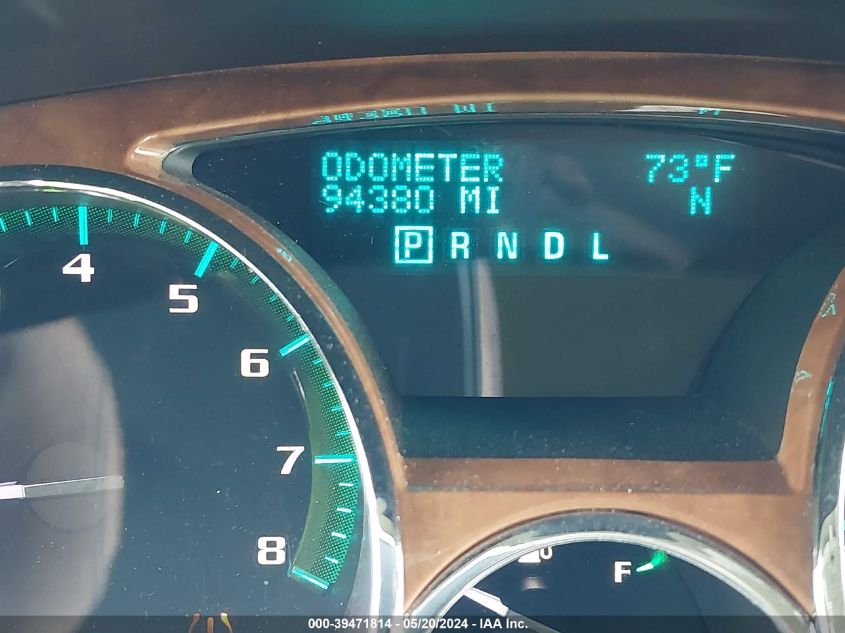 ODOMETER 73°F
94380 MI N
P R N D L
4
5
6
7
8
F
000-39471814 - 05/20/2024 - IAA Inc.